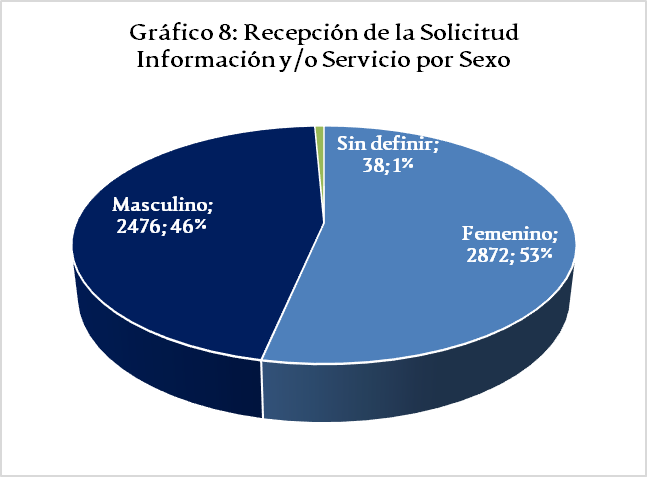 Gráfico 8: Recepción de la Solicitud
Información y/o Servicio por Sexo
Sin definir;
38; 1%
Masculino;
2476; 46%
Femenino;
2872; 53%